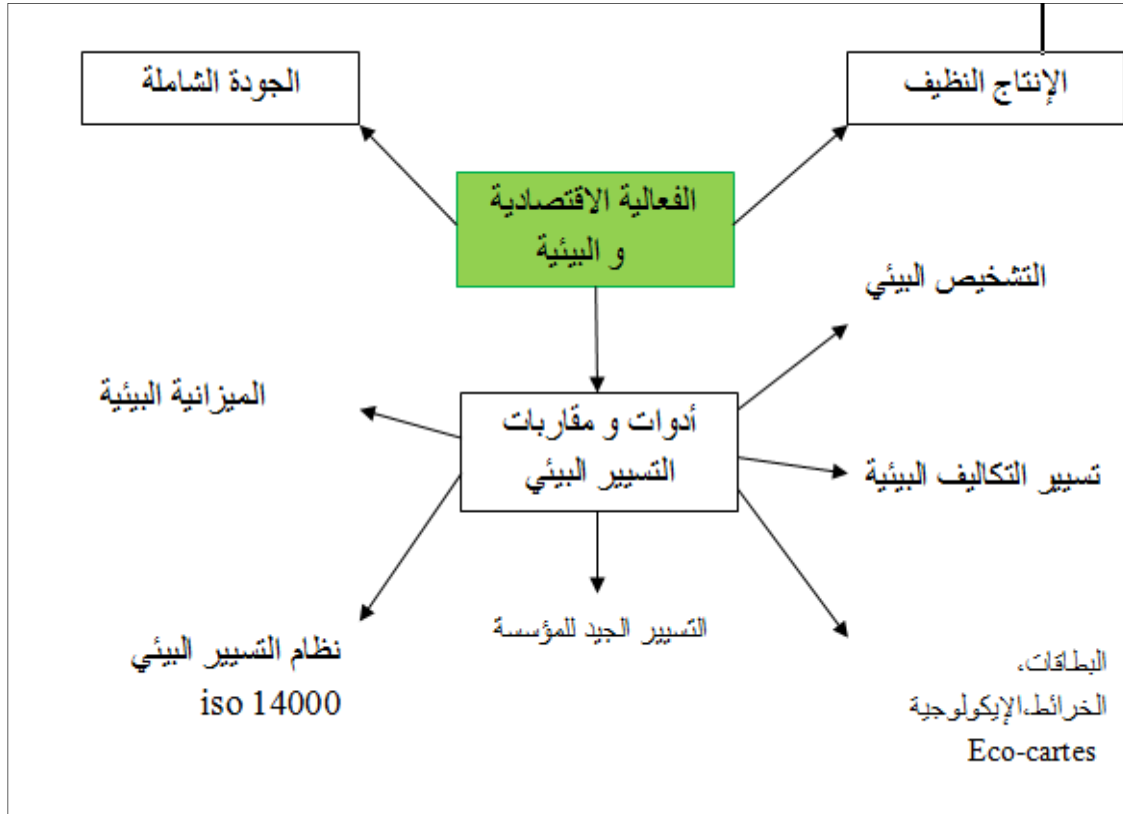 الإنتاج النظيف
الجودة الشاملة
الفعالية الاقتصادية
و البيئية
التشخيص البيئي
الميزانية البيئية
أدوات و مقاربات
التسيير البيئي
تسيير التكاليف البيئية
التسيير الجيد للمؤسسة
نظام التسيير البيئي
iso 14000
البطاقات،
الخرائط،الإيكولوجية
Eco-cartes